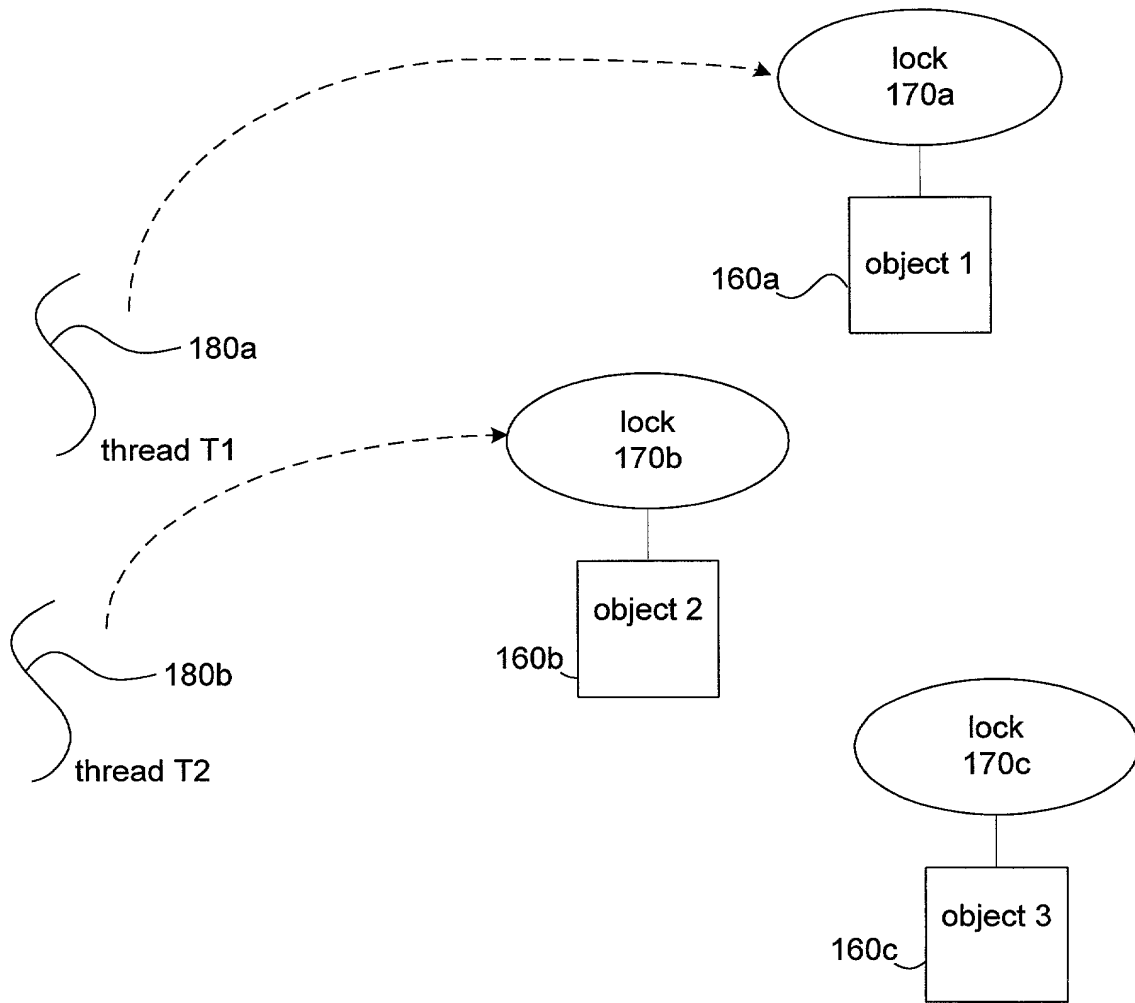 lock
170a
object 1
160a
180a
thread T1
lock
170b
object 2
160b
180b
thread T2
lock
170c
object 3
160c